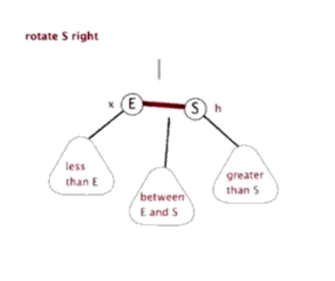 rotate S right
x E S h
less
than E
between
E and S
greater
than S